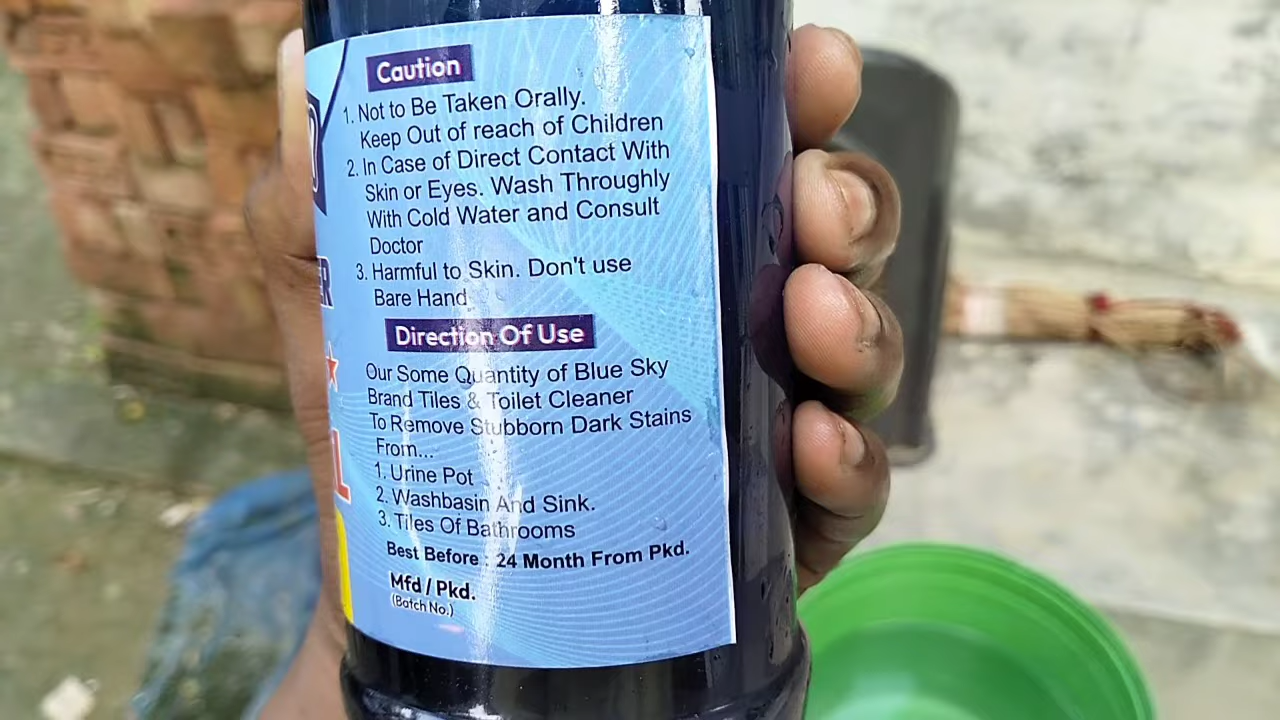 Caution
1. Not to Be Taken Orally.
Keep Out of reach of Children
2. In Case of Direct Contact With
Skin or Eyes. Wash Throughly
With Cold Water and Consult
Doctor
3. Harmful to Skin. Don't use
Bare Hand
Direction Of Use
Our Some Quantity of Blue Sky
Brand Tiles & Toilet Cleaner
To Remove Stubborn Dark Stains
From...
1. Urine Pot
2. Washbasin And Sink.
3. Tiles Of Bathrooms
Best Before : 24 Month From Pkd.
Mfd / Pkd.
(Batch No.)